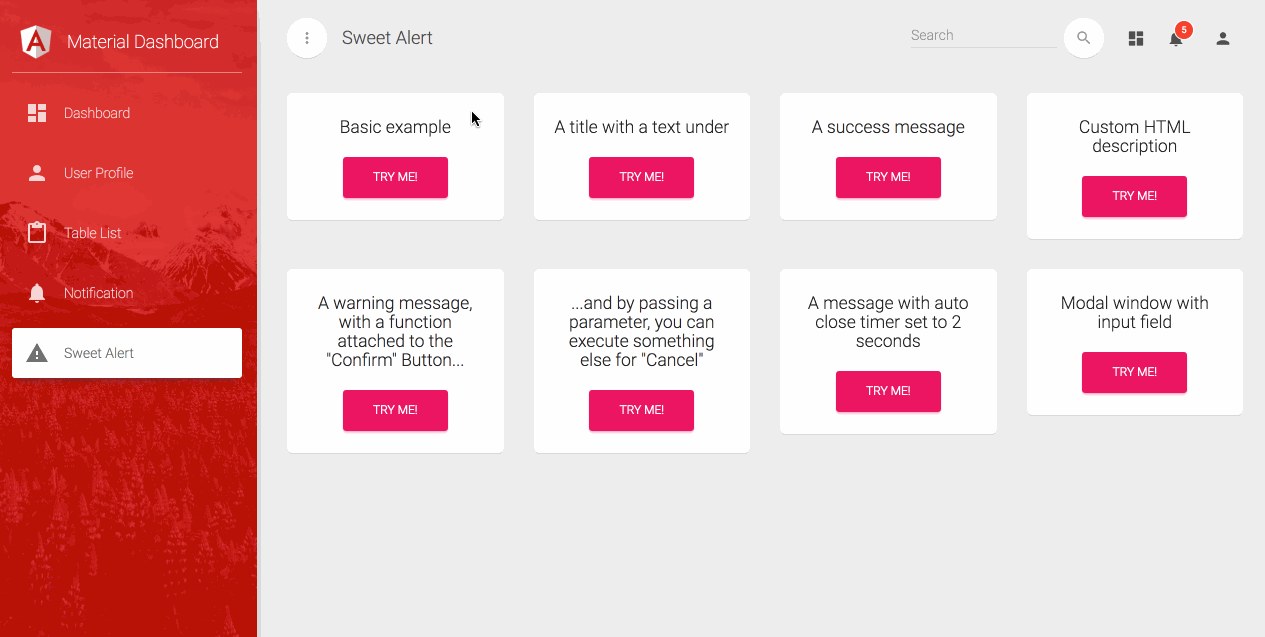 Material Dashboard
Dashboard
User Profile
Table List
Notification
Sweet Alert
Sweet Alert
Search
5
Basic example
TRY ME!
A title with a text under
TRY ME!
A success message
TRY ME!
Custom HTML
description
TRY ME!
A warning message,
with a function
attached to the
"Confirm" Button...
TRY ME!
...and by passing a
parameter, you can
execute something
else for "Cancel"
TRY ME!
A message with auto
close timer set to 2
seconds
TRY ME!
Modal window with
input field
TRY ME!